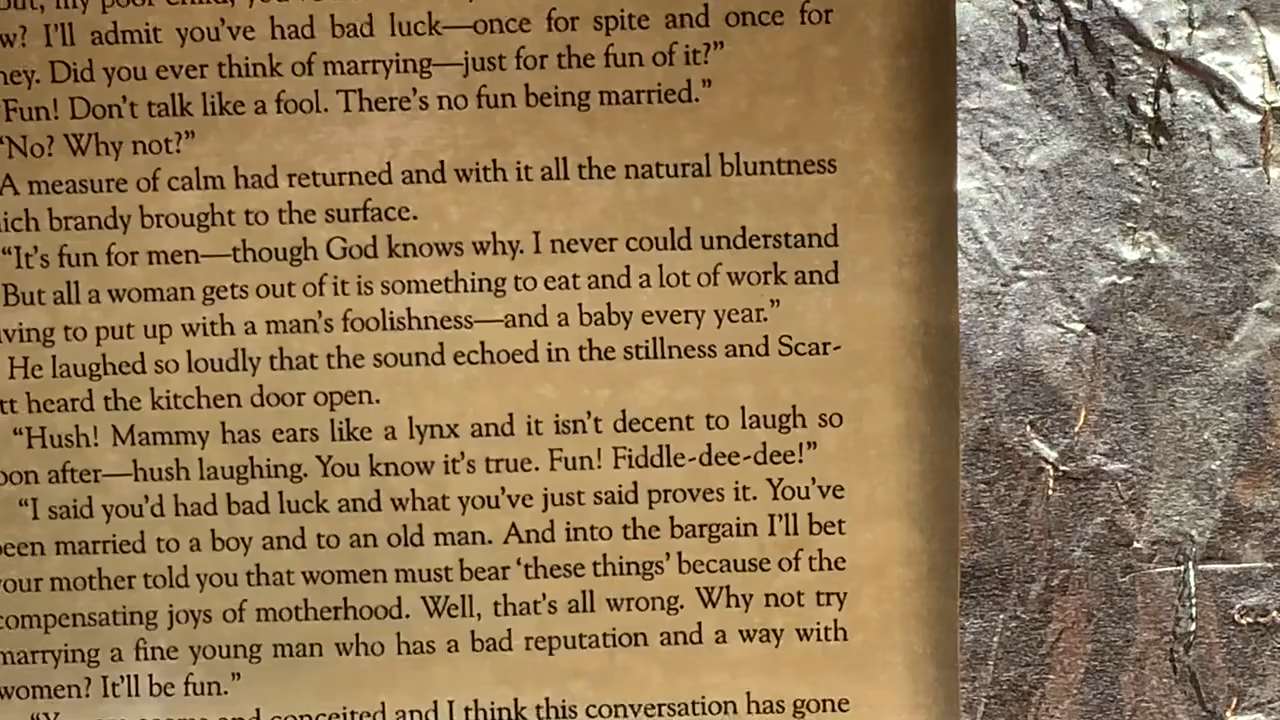 w? I'll admit you've had bad luck—once for spite and once for
ney. Did you ever think of marrying—just for the fun of it?”
Fun! Don't talk like a fool. There's no fun being married.”
“No? Why not?”
A measure of calm had returned and with it all the natural bluntness
ich brandy brought to the surface.
“It's fun for men—though God knows why. I never could understand
But all a woman gets out of it is something to eat and a lot of work and
ving to put up with a man's foolishness—and a baby every year.”
He laughed so loudly that the sound echoed in the stillness and Scar-
tt heard the kitchen door open.
“Hush! Mammy has ears like a lynx and it isn't decent to laugh so
oon after—hush laughing. You know it's true. Fun! Fiddle-dee-dee!”
“I said you'd had bad luck and what you've just said proves it. You've
een married to a boy and to an old man. And into the bargain I'll bet
our mother told you that women must bear ‘these things’ because of the
compensating joys of motherhood. Well, that's all wrong. Why not try
marrying a fine young man who has a bad reputation and a way with
women? It'll be fun.”
conceited and I think this conversation has gone